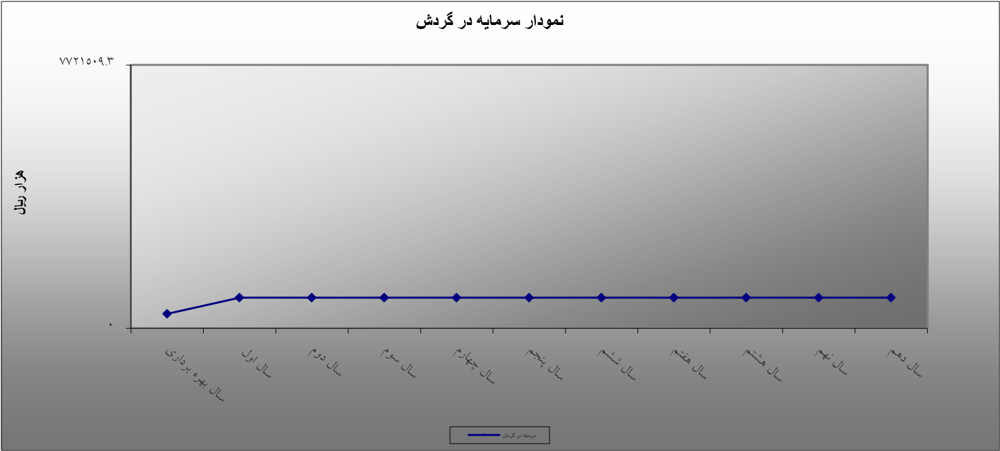 نمودار سرمایه در گردش
۷۷۲۱۵۰۹.۳
هزار ریال
۰
سال بهره برداری
سال اول
سال دوم
سال سوم
سال چهارم
سال پنجم
سال ششم
سال هفتم
سال هشتم
سال نهم
سال دهم
سرمایه در گردش